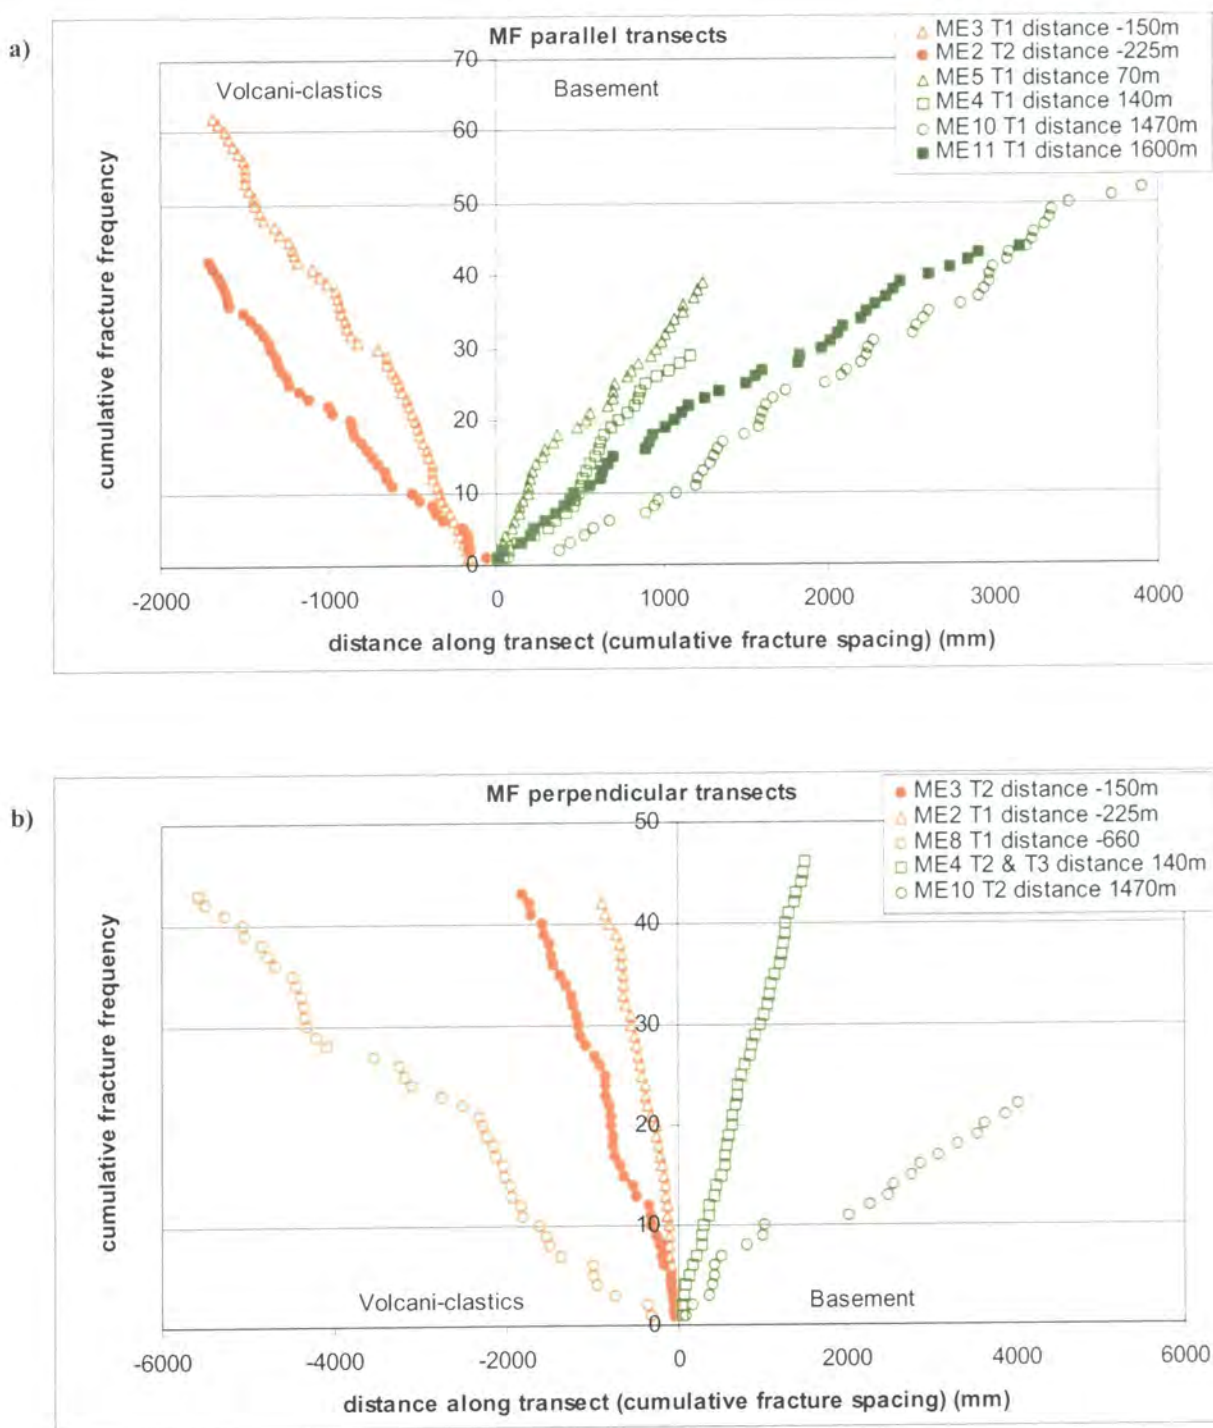 a)
MF parallel transects
ME3 T1 distance -150m
ME2 T2 distance -225m
ME5 T1 distance 70m
ME4 T1 distance 140m
ME10 T1 distance 1470m
ME11 T1 distance 1600m
Volcani-clastics
Basement
cumulative fracture frequency
70
60
50
40
30
20
10
0
-2000
-1000
0
1000
2000
3000
4000
distance along transect (cumulative fracture spacing) (mm)
b)
MF perpendicular transects
ME3 T2 distance -150m
ME2 T1 distance -225m
ME8 T1 distance -660
ME4 T2 & T3 distance 140m
ME10 T2 distance 1470m
cumulative fracture frequency
50
40
30
20
10
0
Volcani-clastics
Basement
-6000
-4000
-2000
0
2000
4000
6000
distance along transect (cumulative fracture spacing) (mm)